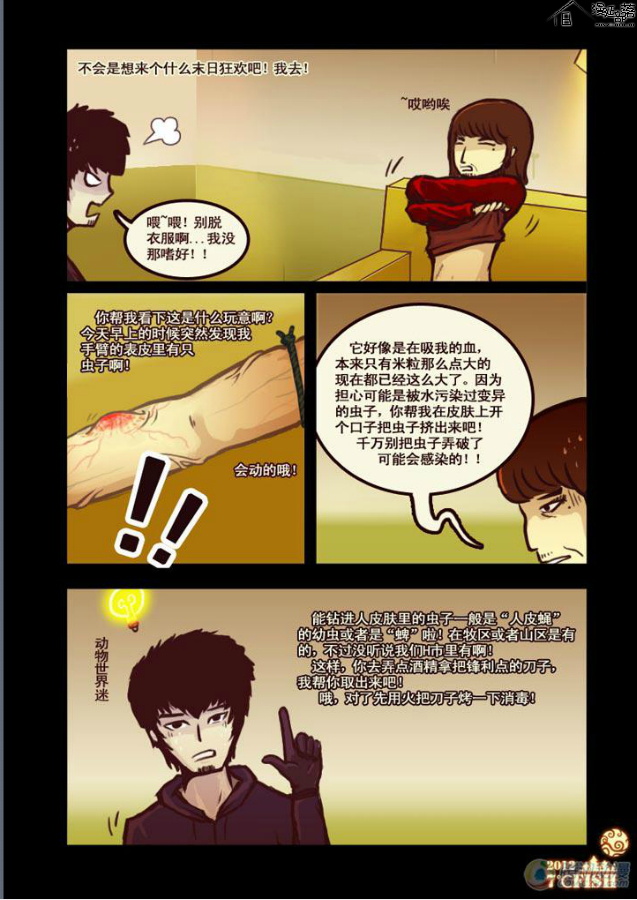 漫之部落
不会是想来个什么末日狂欢吧！我去！
~哎哟唉
喂~喂！别脱
衣服啊...我没
那嗜好！！
你帮我看下这是什么玩意啊？
今天早上的时候突然发现我
手臂的表皮里有只
虫子啊！
会动的哦！
！！
它好像是在吸我的血，
本来只有米粒那么点大的
现在都已经这么大了。因为
担心可能是被水污染过变异
的虫子，你帮我在皮肤上开
个口子把虫子挤出来吧！
千万别把虫子弄破了
可能会感染的！！
动物世界迷
能钻进人皮肤里的虫子一般是“人皮蝇”
的幼虫或者是“蜱”啦！在牧区或者山区是有
的，不过没听说我们H市里有啊！
这样，你去弄点酒精拿把锋利点的刀子，
我帮你取出来吧！
哦，对了先用火把刀子烤一下消毒！
2012
7℃FISH